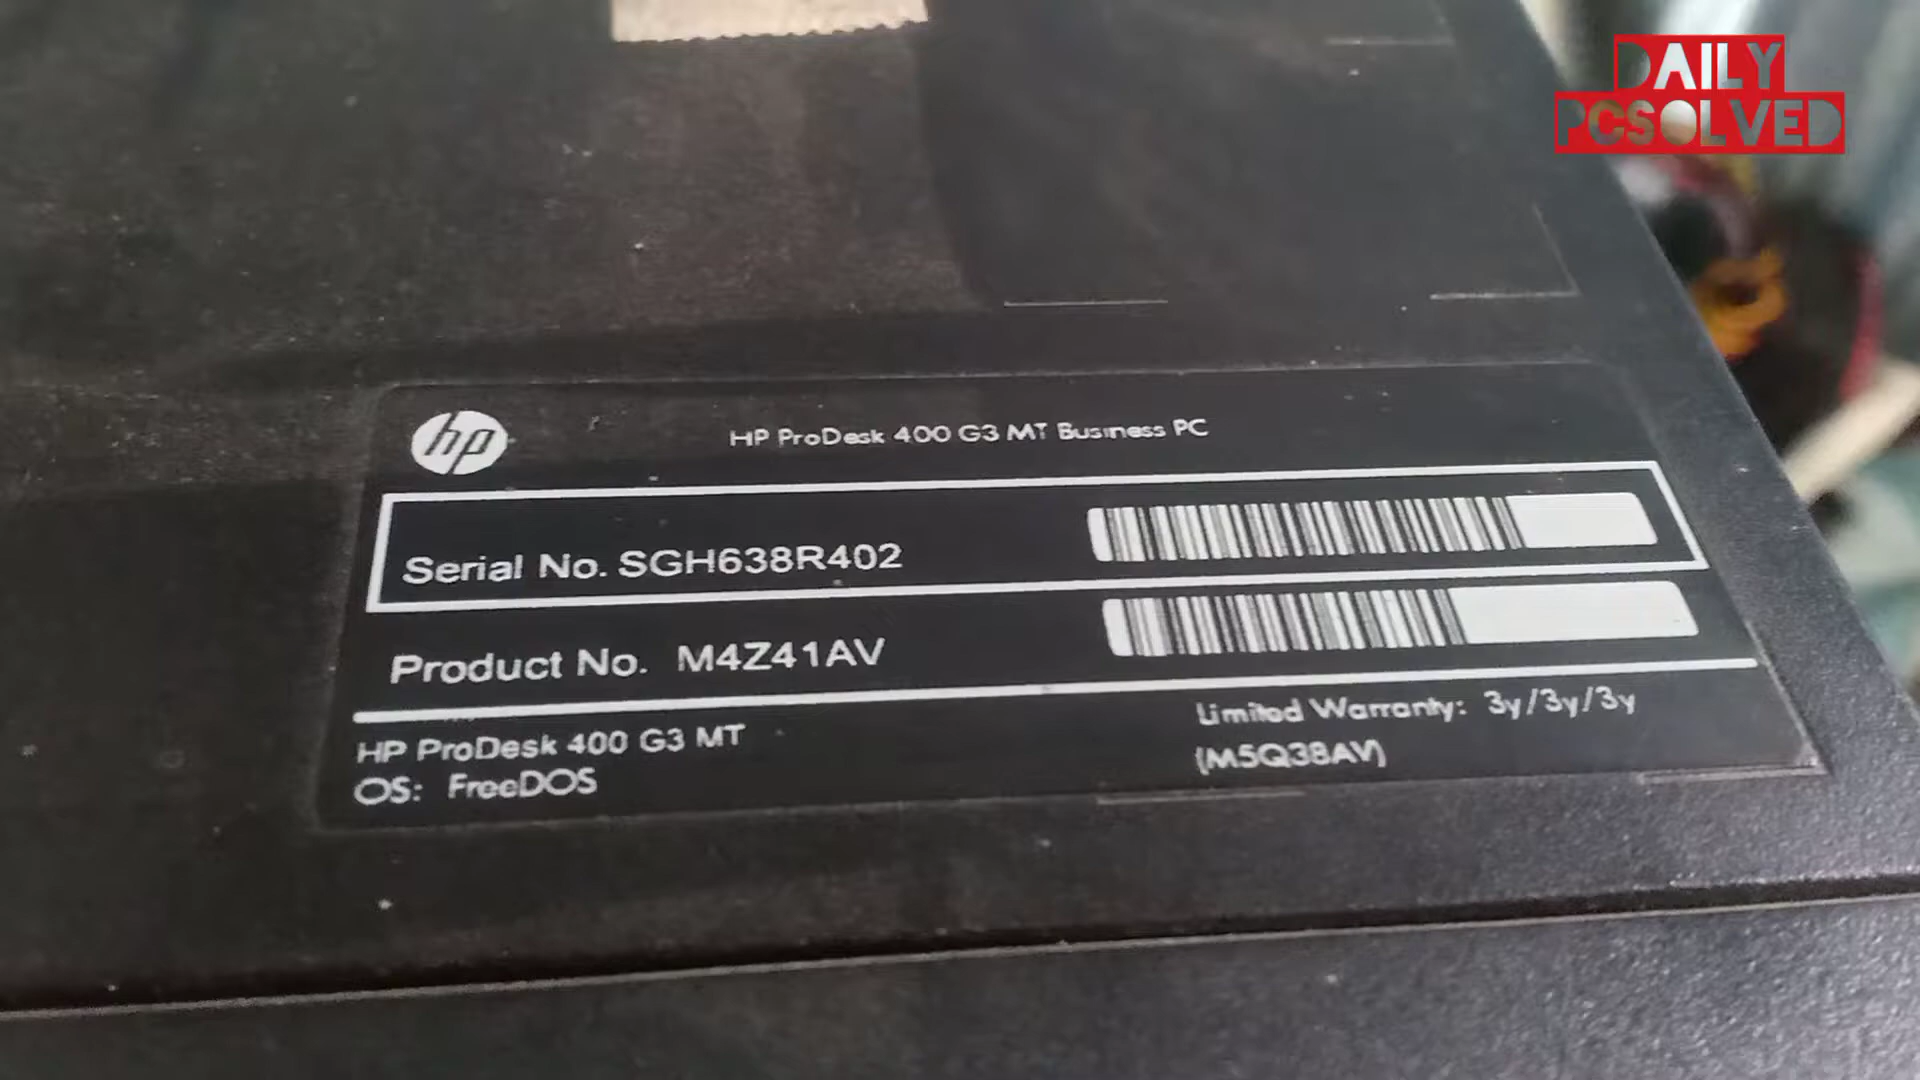 DAILY
PCSOLVED
hp
HP ProDesk 400 G3 MT Business PC
Serial No. SGH638R402
Product No. M4Z41AV
HP ProDesk 400 G3 MT
OS: FreeDOS
Limited Warranty: 3y/3y/3y
(M5Q38AV)